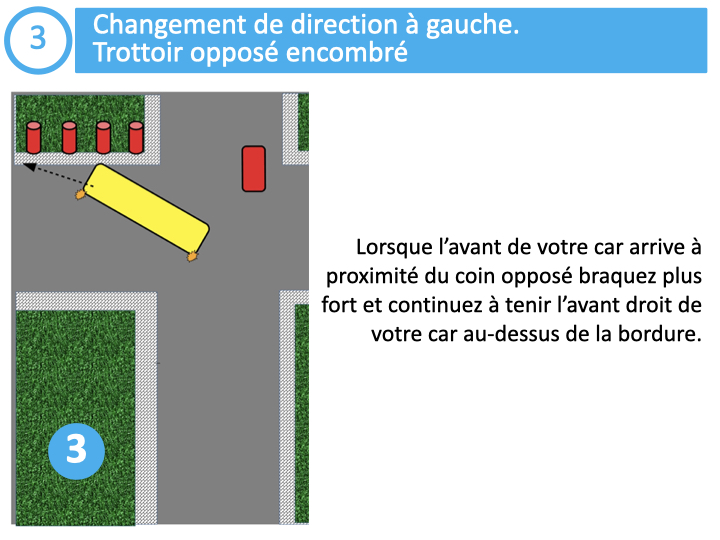 3
Changement de direction à gauche.
Trottoir opposé encombré
Lorsque l’avant de votre car arrive à
proximité du coin opposé braquez plus
fort et continuez à tenir l’avant droit de
votre car au-dessus de la bordure.
3